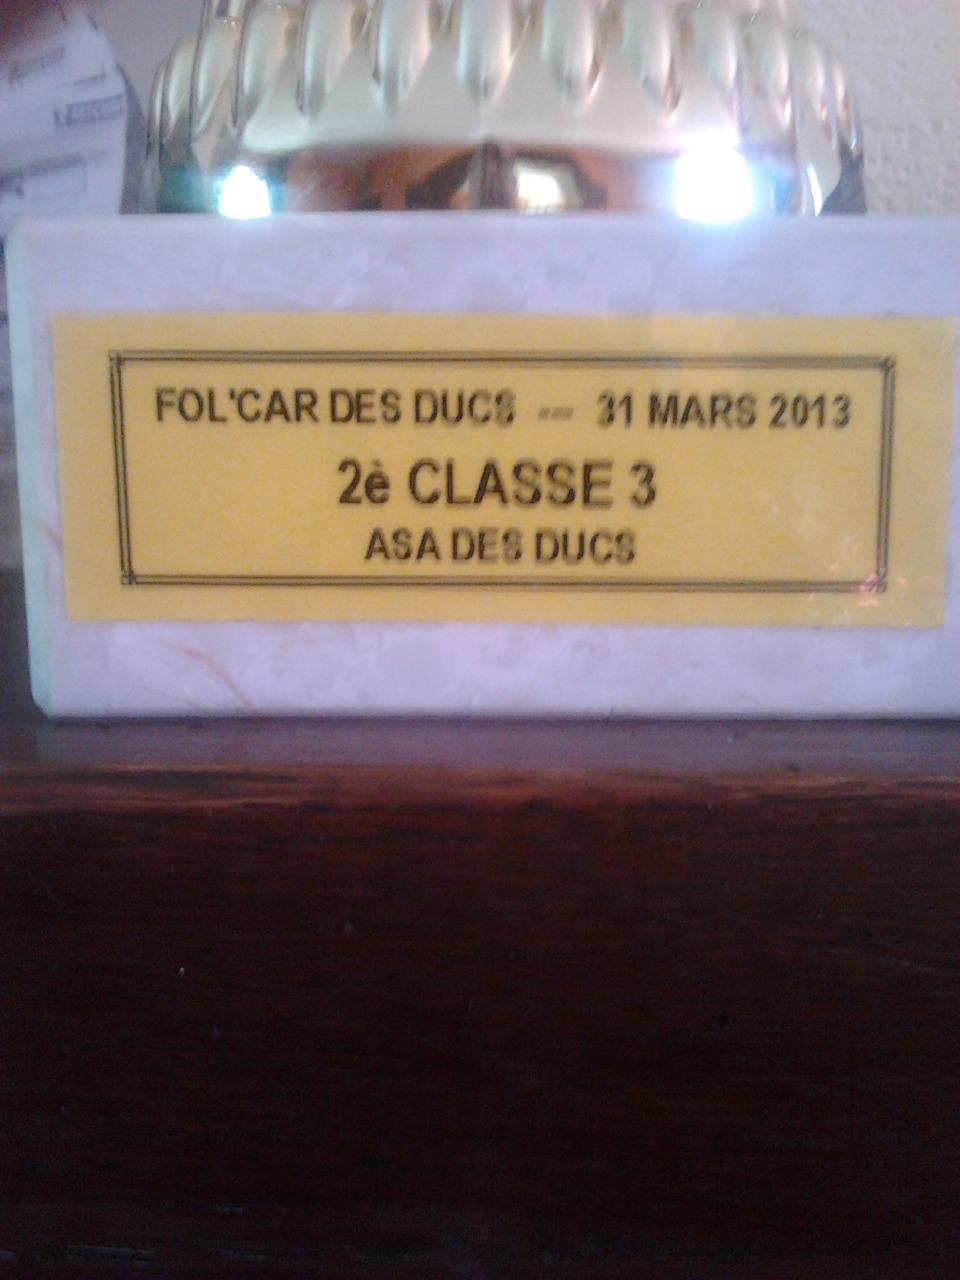 FOL'CAR DES DUCS --- 31 MARS 2013
2è CLASSE 3
ASA DES DUCS